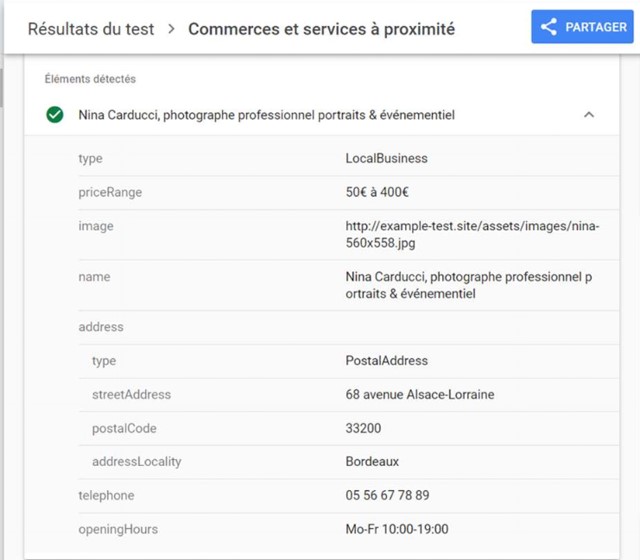 Résultats du test > Commerces et services à proximité
PARTAGER
Éléments détectés
Nina Carducci, photographe professionnel portraits & événementiel
type LocalBusiness
priceRange 50€ à 400€
image http://example-test.site/assets/images/nina-
560x558.jpg
name Nina Carducci, photographe professionnel p
ortraits & événementiel
address
type PostalAddress
streetAddress 68 avenue Alsace-Lorraine
postalCode 33200
addressLocality Bordeaux
telephone 05 56 67 78 89
openingHours Mo-Fr 10:00-19:00